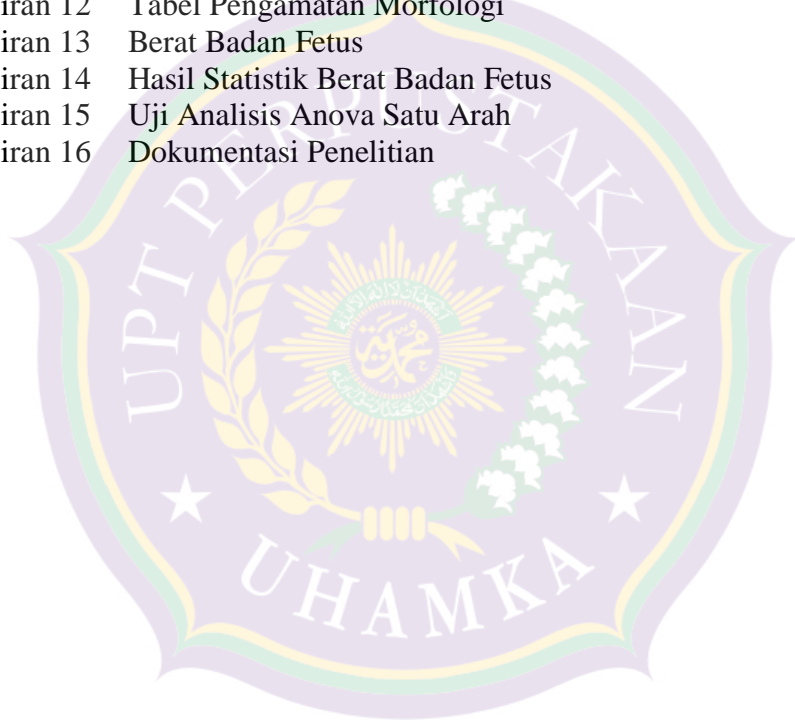 iran 12 Tabel Pengamatan Morfologi
iran 13 Berat Badan Fetus
iran 14 Hasil Statistik Berat Badan Fetus
iran 15 Uji Analisis Anova Satu Arah
iran 16 Dokumentasi Penelitian
UPT PERPUSTAKAAN
UHAMKA